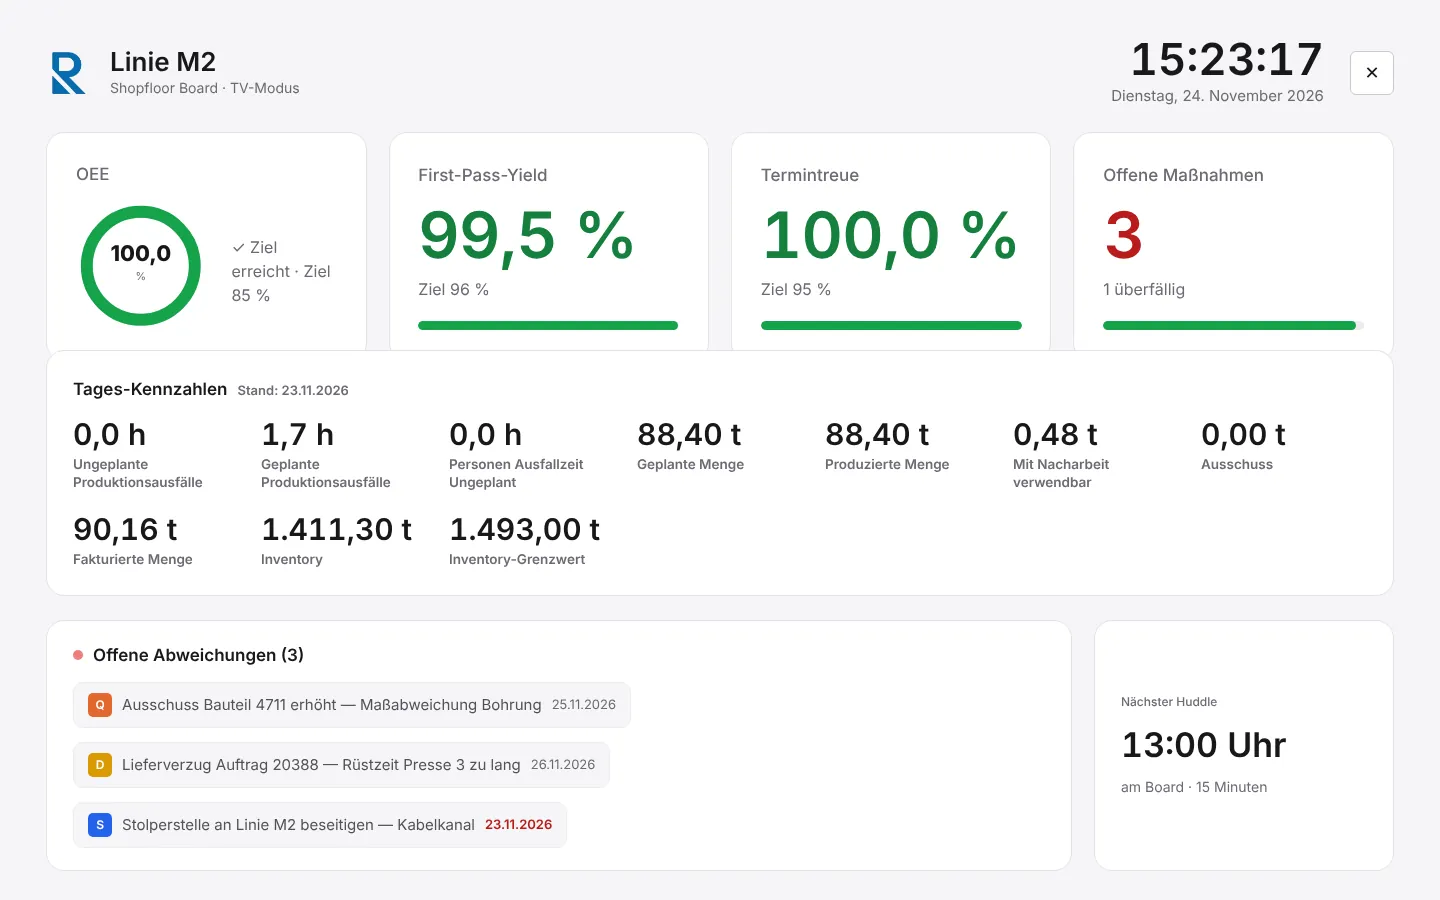 Linie M2
Shopfloor Board · TV-Modus
15:23:17
Dienstag, 24. November 2026
✕
OEE
100,0
%
✓ Ziel
erreicht · Ziel
85 %
First-Pass-Yield
99,5 %
Ziel 96 %
Termintreue
100,0 %
Ziel 95 %
Offene Maßnahmen
3
1 überfällig
Tages-Kennzahlen Stand: 23.11.2026
0,0 h
Ungeplante
Produktionsausfälle
1,7 h
Geplante
Produktionsausfälle
0,0 h
Personen Ausfallzeit
Ungeplant
88,40 t
Geplante Menge
88,40 t
Produzierte Menge
0,48 t
Mit Nacharbeit
verwendbar
0,00 t
Ausschuss
90,16 t
Fakturierte Menge
1.411,30 t
Inventory
1.493,00 t
Inventory-Grenzwert
Offene Abweichungen (3)
Q Ausschuss Bauteil 4711 erhöht — Maßabweichung Bohrung 25.11.2026
D Lieferverzug Auftrag 20388 — Rüstzeit Presse 3 zu lang 26.11.2026
S Stolperstelle an Linie M2 beseitigen — Kabelkanal 23.11.2026
Nächster Huddle
13:00 Uhr
am Board · 15 Minuten